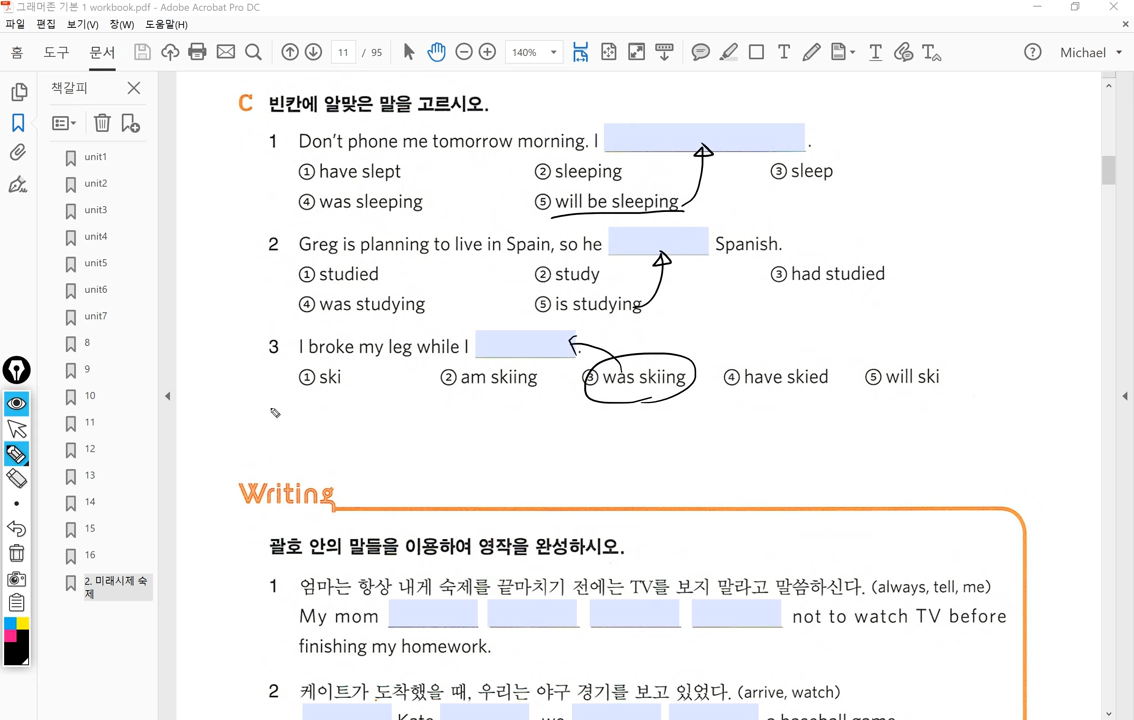 그래머존 기본 1 workbook.pdf - Adobe Acrobat Pro DC
파일 편집 보기(V) 창(W) 도움말(H)
홈 도구 문서 11 / 95 140% Michael
책갈피
unit1
unit2
unit3
unit4
unit5
unit6
unit7
8
9
10
11
12
13
14
15
16
2. 미래시제 숙
제
C 빈칸에 알맞은 말을 고르시오.
1 Don't phone me tomorrow morning. I .
① have slept ② sleeping ③ sleep
④ was sleeping ⑤ will be sleeping
2 Greg is planning to live in Spain, so he Spanish.
① studied ② study ③ had studied
④ was studying ⑤ is studying
3 I broke my leg while I .
① ski ② am skiing ③ was skiing ④ have skied ⑤ will ski
Writing
괄호 안의 말들을 이용하여 영작을 완성하시오.
1 엄마는 항상 내게 숙제를 끝마치기 전에는 TV를 보지 말라고 말씀하신다. (always, tell, me)
My mom not to watch TV before
finishing my homework.
2 케이트가 도착했을 때, 우리는 야구 경기를 보고 있었다. (arrive, watch)
Kate we a baseball game